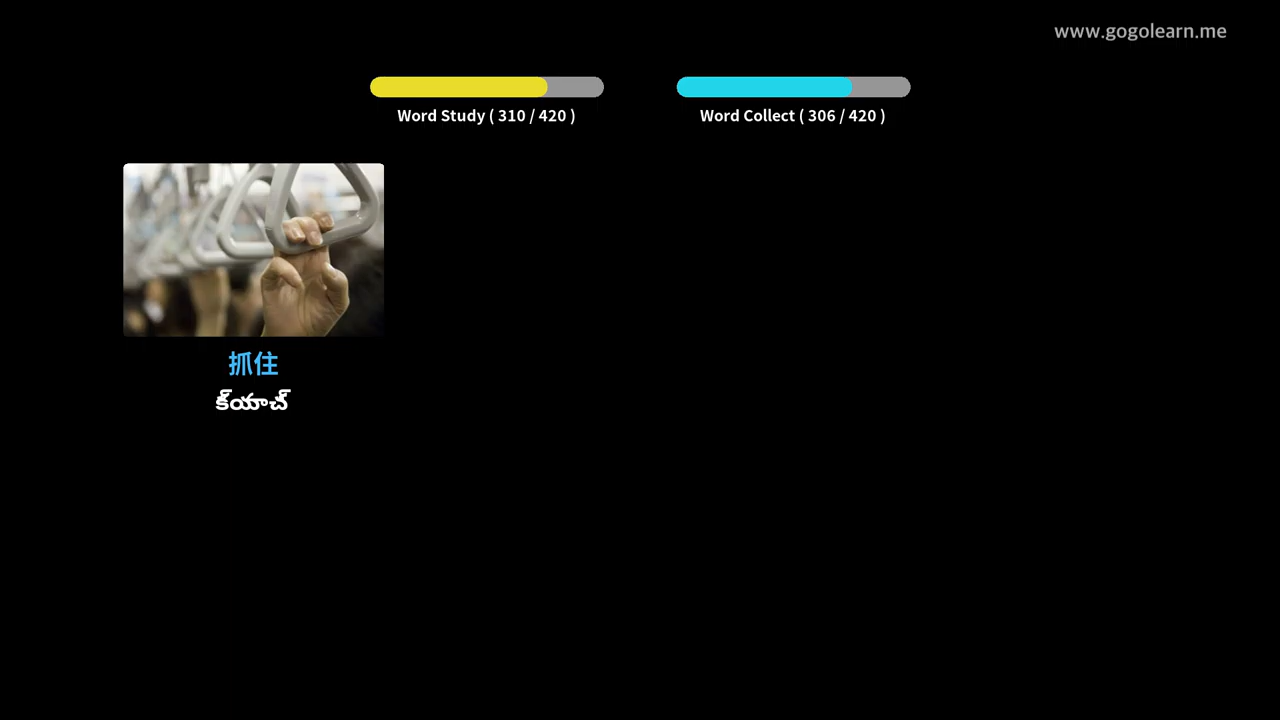 www.gogolearn.me
Word Study ( 310 / 420 )
Word Collect ( 306 / 420 )
抓住
క్‌యాచ్